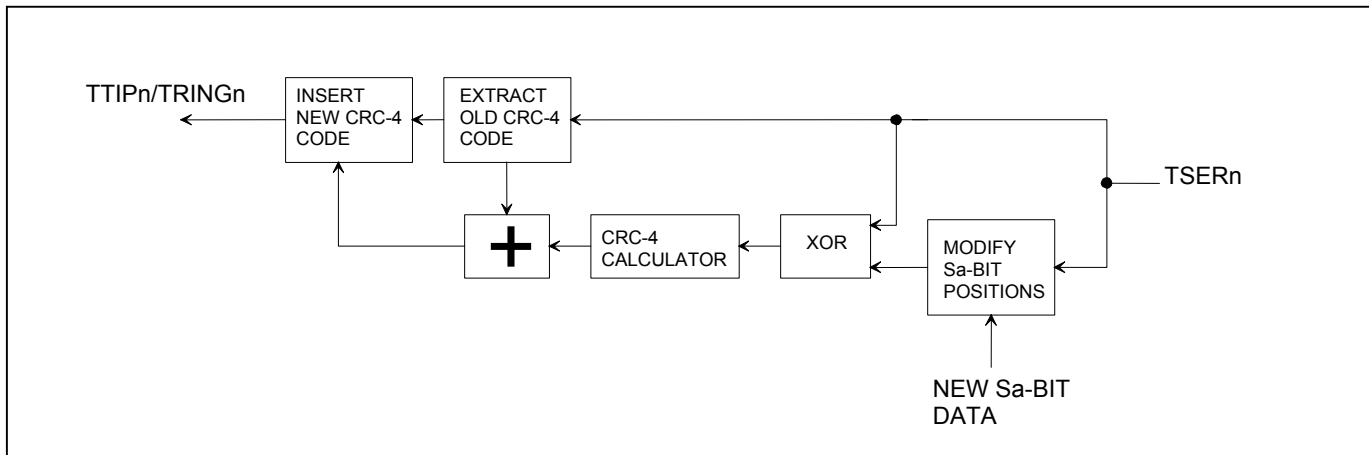 TTIPn/TRINGn
INSERT
NEW CRC-4
CODE
EXTRACT
OLD CRC-4
CODE
TSERn
+
CRC-4
CALCULATOR
XOR
MODIFY
Sa-BIT
POSITIONS
NEW Sa-BIT
DATA